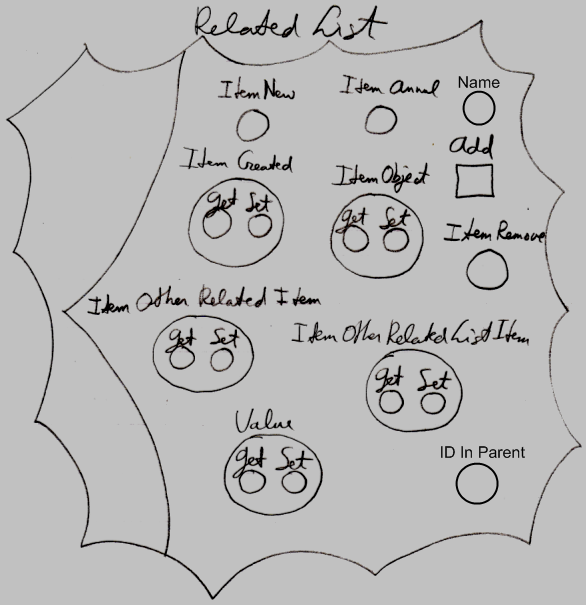 Related List
Item New
Item Annul
Name
Add
Item Created
get Set
Item Object
get Set
Item Remove
Item Other Related Item
get Set
Item Other Related List Item
get Set
Value
get Set
ID In Parent